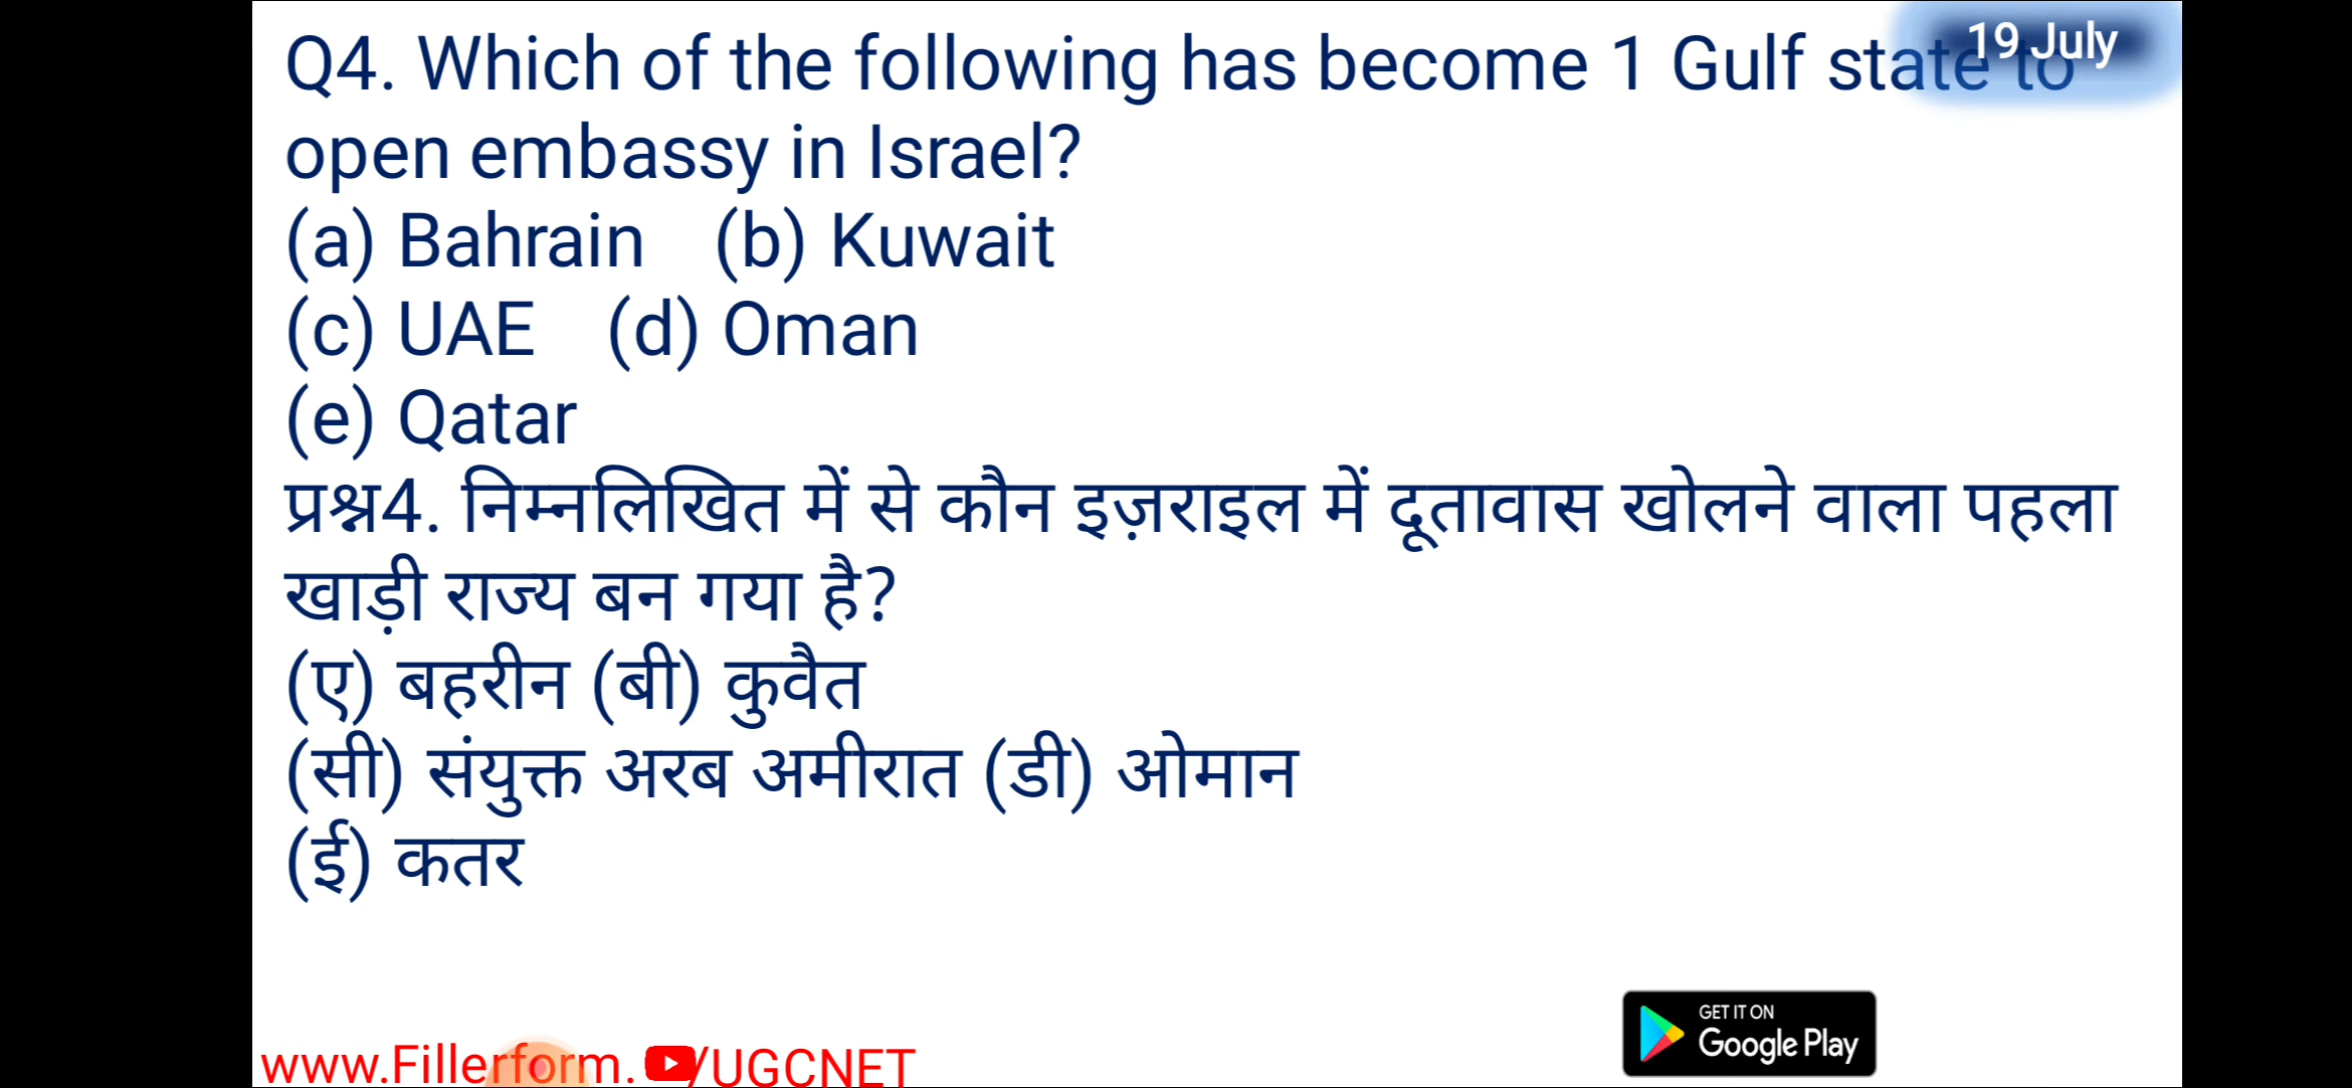 19 July
Q4. Which of the following has become 1 Gulf state to
open embassy in Israel?
(a) Bahrain (b) Kuwait
(c) UAE (d) Oman
(e) Qatar
प्रश्न4. निम्नलिखित में से कौन इज़राइल में दूतावास खोलने वाला पहला
खाड़ी राज्य बन गया है?
(ए) बहरीन (बी) कुवैत
(सी) संयुक्त अरब अमीरात (डी) ओमान
(ई) कतर
GET IT ON
Google Play
www.Fillerform. /UGCNET